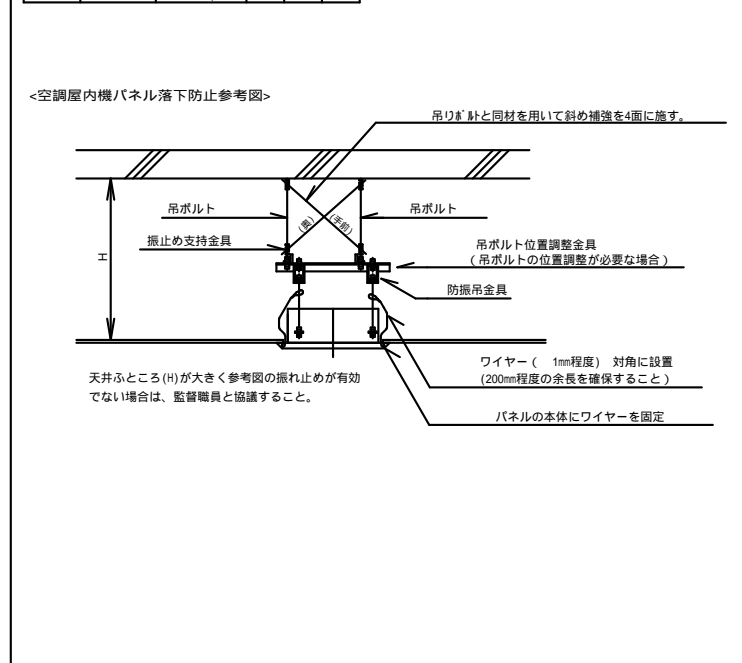 <空調屋内機パネル落下防止参考図>
吊りボルトと同材を用いて斜め補強を4面に施す。
吊ボルト
吊ボルト
(奥)
(手前)
振止め支持金具
吊ボルト位置調整金具
(吊ボルトの位置調整が必要な場合)
H
防振吊金具
ワイヤー( 1mm程度) 対角に設置
(200mm程度の余長を確保すること)
天井ふところ(H)が大きく参考図の振れ止めが有効
でない場合は、監督職員と協議すること。
パネルの本体にワイヤーを固定